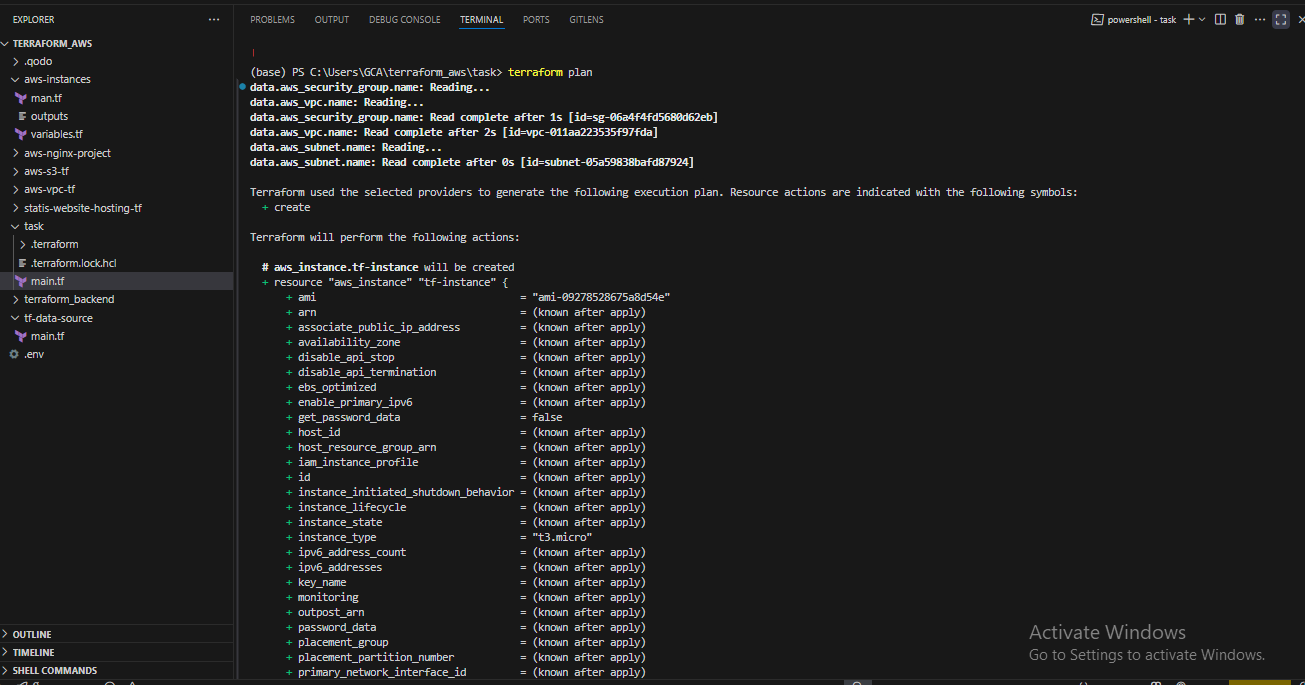 EXPLORER
TERRAFORM_AWS
.qodo
aws-instances
man.tf
outputs
variables.tf
aws-nginx-project
aws-s3-tf
aws-vpc-tf
statis-website-hosting-tf
task
.terraform
.terraform.lock.hcl
main.tf
terraform_backend
tf-data-source
main.tf
.env
OUTLINE
TIMELINE
SHELL COMMANDS
PROBLEMS OUTPUT DEBUG CONSOLE TERMINAL PORTS GITLENS
powershell - task
(base) PS C:\Users\GCA\terraform_aws\task> terraform plan
data.aws_security_group.name: Reading...
data.aws_vpc.name: Reading...
data.aws_security_group.name: Read complete after 1s [id=sg-06a4f4fd5680d62eb]
data.aws_vpc.name: Read complete after 2s [id=vpc-011aa223535f97fda]
data.aws_subnet.name: Reading...
data.aws_subnet.name: Read complete after 0s [id=subnet-05a59838bafd87924]
Terraform used the selected providers to generate the following execution plan. Resource actions are indicated with the following symbols:
+ create
Terraform will perform the following actions:
# aws_instance.tf-instance will be created
+ resource "aws_instance" "tf-instance" {
+ ami = "ami-09278528675a8d54e"
+ arn = (known after apply)
+ associate_public_ip_address = (known after apply)
+ availability_zone = (known after apply)
+ disable_api_stop = (known after apply)
+ disable_api_termination = (known after apply)
+ ebs_optimized = (known after apply)
+ enable_primary_ipv6 = (known after apply)
+ get_password_data = false
+ host_id = (known after apply)
+ host_resource_group_arn = (known after apply)
+ iam_instance_profile = (known after apply)
+ id = (known after apply)
+ instance_initiated_shutdown_behavior = (known after apply)
+ instance_lifecycle = (known after apply)
+ instance_state = (known after apply)
+ instance_type = "t3.micro"
+ ipv6_address_count = (known after apply)
+ ipv6_addresses = (known after apply)
+ key_name = (known after apply)
+ monitoring = (known after apply)
+ outpost_arn = (known after apply)
+ password_data = (known after apply)
+ placement_group = (known after apply)
+ placement_partition_number = (known after apply)
+ primary_network_interface_id = (known after apply)
Activate Windows
Go to Settings to activate Windows.